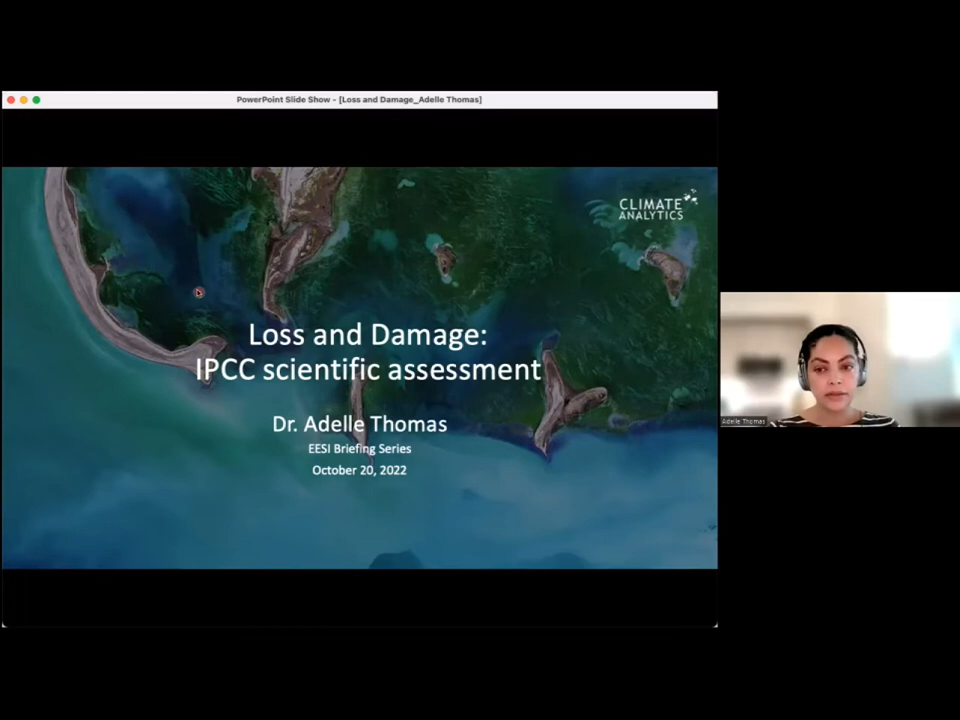 PowerPoint Slide Show - [Loss and Damage_Adelle Thomas]
CLIMATE
ANALYTICS
Loss and Damage:
IPCC scientific assessment
Dr. Adelle Thomas
EESI Briefing Series
October 20, 2022
Adelle Thomas